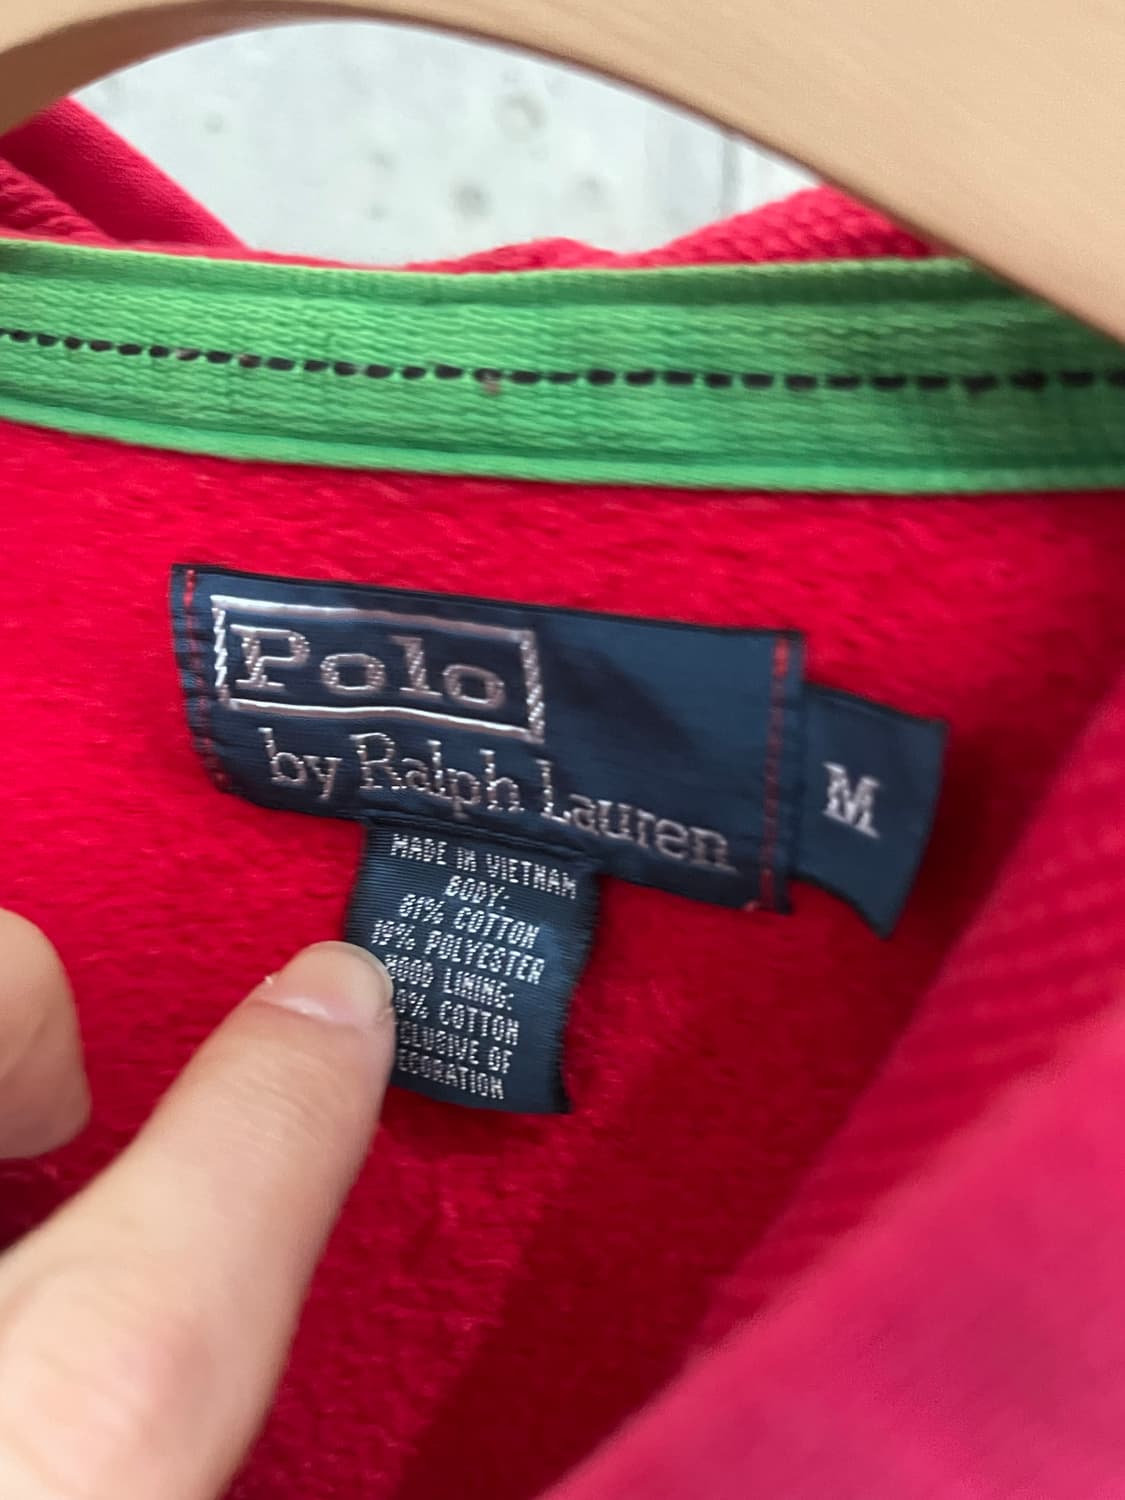 Polo
by Ralph Lauren
M
MADE IN VIETNAM
BODY:
81% COTTON
19% POLYESTER
LINING:
COTTON
OF